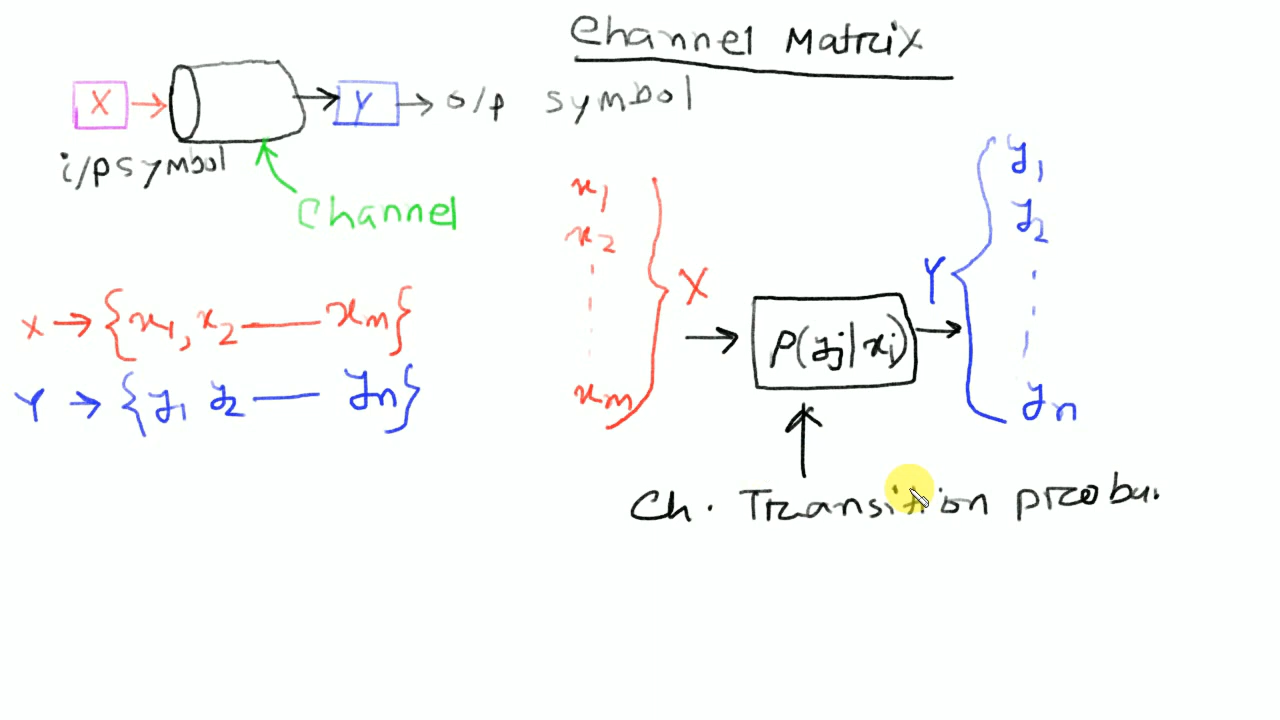 Channel Matrix
X → Y → o/p symbol
i/p symbol
Channel
X → {x1, x2 —— xm}
Y → {y1 y2 —— yn}
x1
x2
xm
X
→ P(yj|xi) →
Y
y1
y2
yn
Ch. Transition proba.